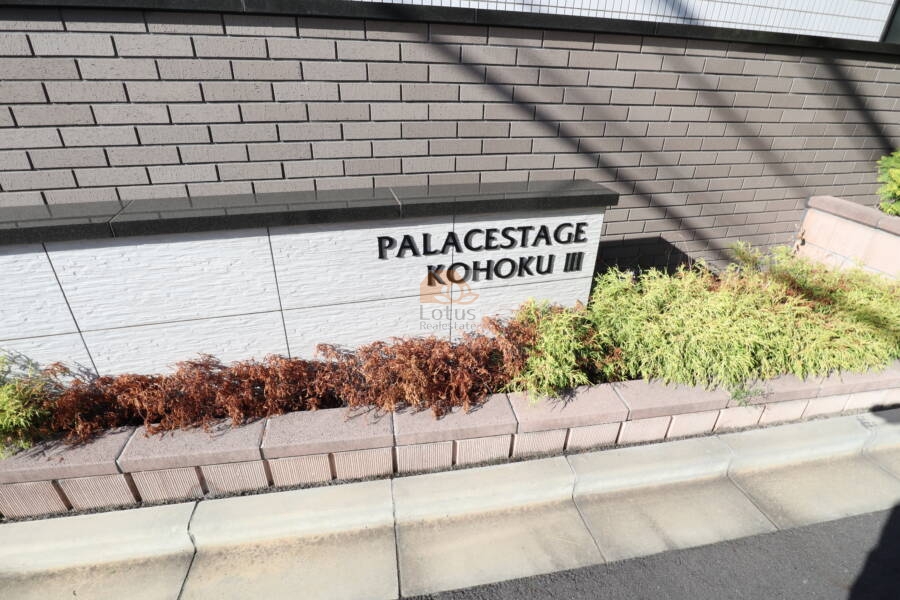 PALACESTAGE
KOHOKU III
Lotus
Realestate